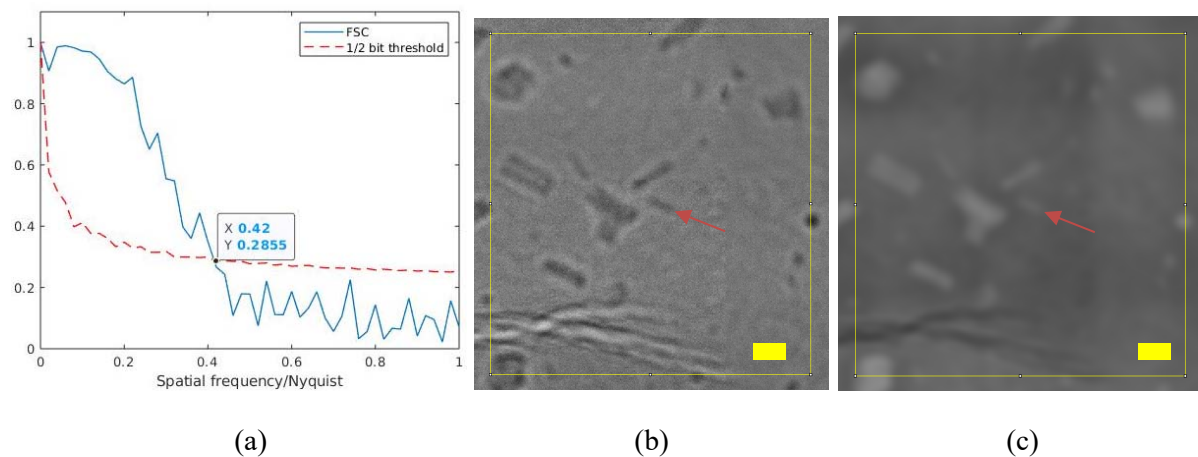 FSC
1/2 bit threshold
1
0.8
0.6
0.4
0.2
0
X 0.42
Y 0.2855
0 0.2 0.4 0.6 0.8 1
Spatial frequency/Nyquist
(a) (b) (c)